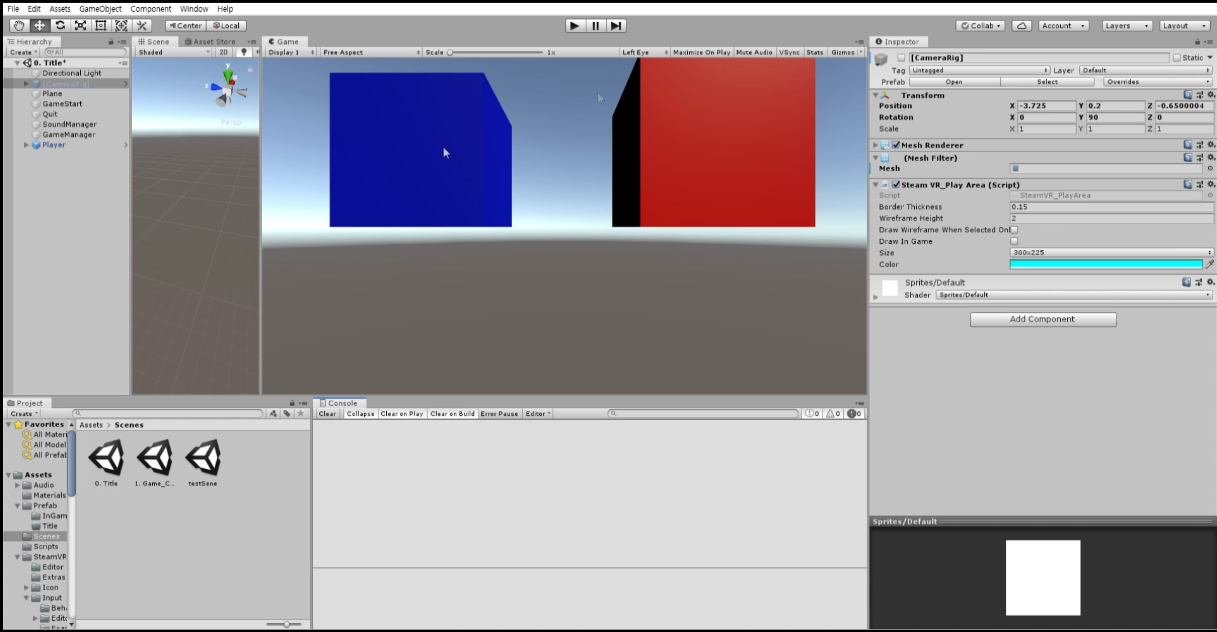 File Edit Assets GameObject Component Window Help
Center Local
Collab Account Layers Layout
Hierarchy
Create All
0. Title*
Directional Light
[CameraRig]
Plane
GameStart
Quit
SoundManager
GameManager
Player
Scene Asset Store
Shaded 2D
y
x
z
Persp
Game
Display 1 Free Aspect Scale 1x Left Eye Maximize On Play Mute Audio VSync Stats Gizmos
Inspector
[CameraRig] Static
Tag Untagged Layer Default
Prefab Open Select Overrides
Transform
Position X -3.725 Y 0.2 Z -0.6500004
Rotation X 0 Y 90 Z 0
Scale X 1 Y 1 Z 1
Mesh Renderer
(Mesh Filter)
Mesh
Steam VR_Play Area (Script)
Script SteamVR_PlayArea
Border Thickness 0.15
Wireframe Height 2
Draw Wireframe When Selected Onl
Draw In Game
Size 300x225
Color
Sprites/Default
Shader Sprites/Default
Add Component
Sprites/Default
Project
Create
Favorites
All Materi
All Model
All Prefab
Assets
Audio
Materials
Prefab
InGam
Title
Scenes
Scripts
SteamVR
Editor
Extras
Icon
Input
Beh
Edito
Assets > Scenes
0. Title 1. Game_C... testSene
Console
Clear Collapse Clear on Play Clear on Build Error Pause Editor 0 0 0